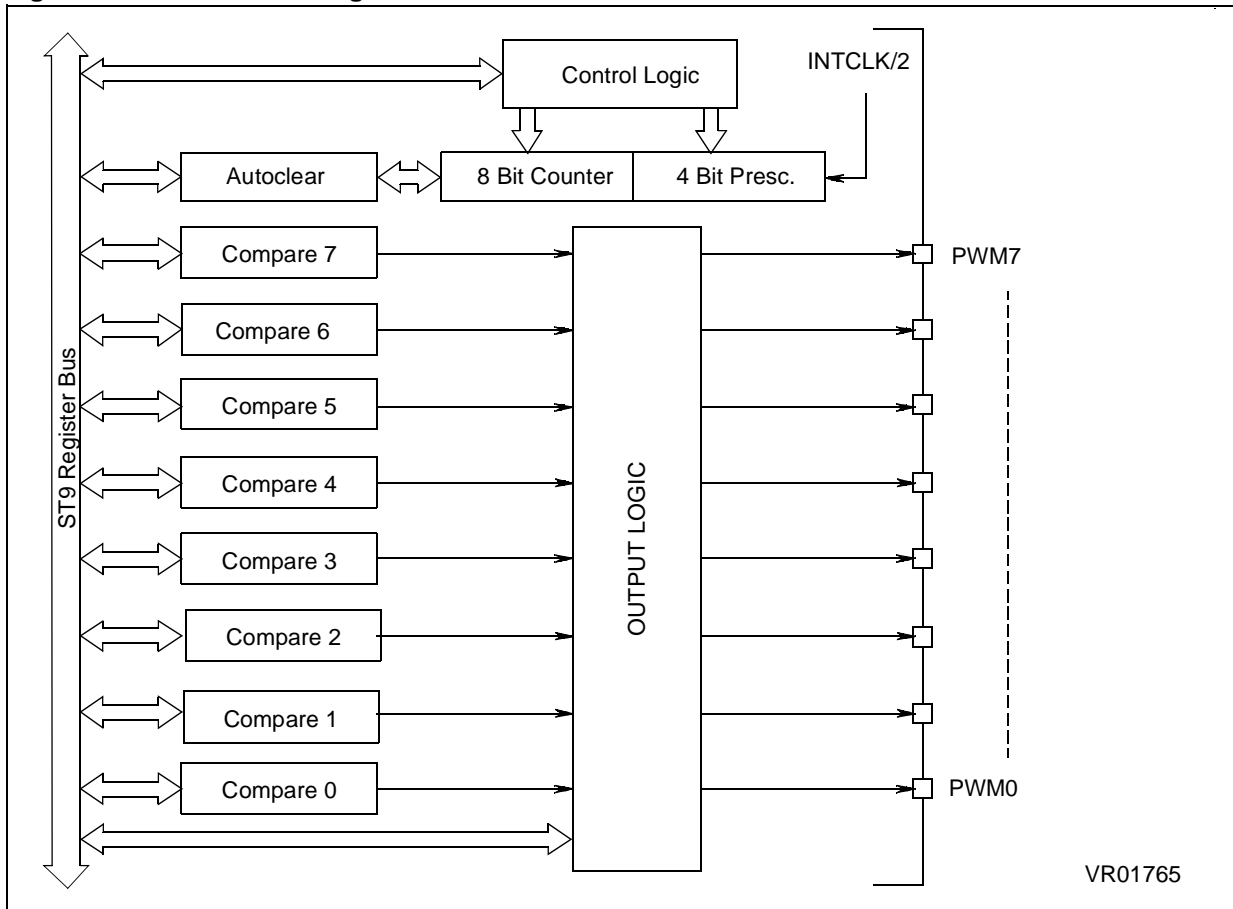 Control Logic
INTCLK/2
Autoclear
8 Bit Counter
4 Bit Presc.
Compare 7
PWM7
Compare 6
Compare 5
Compare 4
Compare 3
Compare 2
Compare 1
Compare 0
PWM0
ST9 Register Bus
OUTPUT LOGIC
VR01765